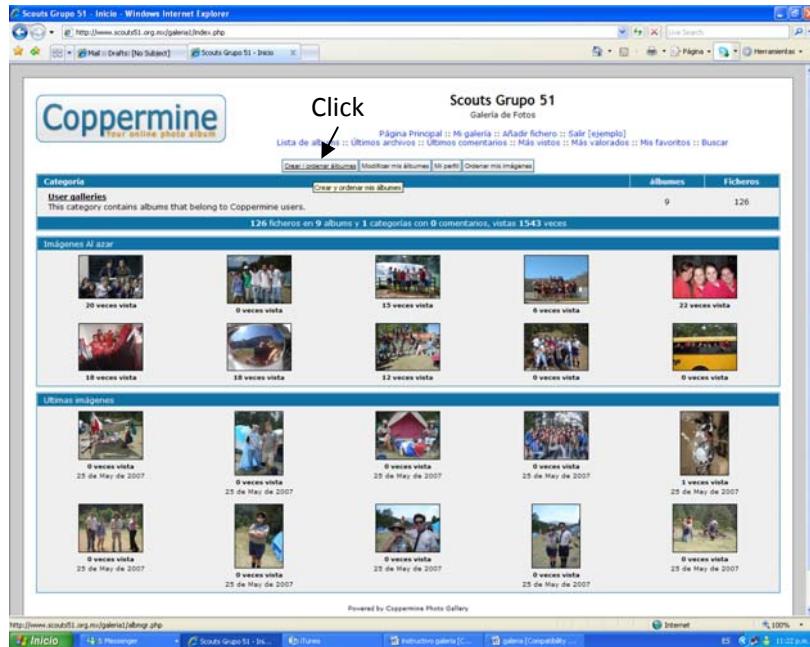 Scouts Grupo 51 - Inicio - Windows Internet Explorer
http://www.scouts51.org.mx/galeria1/index.php
Live Search
Mail :: Drafts: [No Subject]
Scouts Grupo 51 - Inicio
Página
Herramientas
Coppermine
Your online photo album
Click
Scouts Grupo 51
Galería de Fotos
Página Principal :: Mi galería :: Añadir fichero :: Salir [ejemplo]
Lista de albumes :: Últimos archivos :: Últimos comentarios :: Más vistos :: Más valorados :: Mis favoritos :: Buscar
Crear / ordenar álbumes Modificar mis álbumes Mi perfil Ordenar mis imágenes
Crear y ordenar mis álbumes
Categoría álbumes Ficheros
User galleries
This category contains albums that belong to Coppermine users.
9 126
126 ficheros en 9 albums y 1 categorías con 0 comentarios, vistas 1543 veces
Imágenes Al azar
20 veces vista 0 veces vista 15 veces vista 6 veces vista 22 veces vista
18 veces vista 18 veces vista 12 veces vista 0 veces vista 0 veces vista
Ultimas imágenes
0 veces vista 0 veces vista 0 veces vista 0 veces vista 1 veces vista
25 de May de 2007 25 de May de 2007 25 de May de 2007 25 de May de 2007 25 de May de 2007
0 veces vista 0 veces vista 0 veces vista 0 veces vista 0 veces vista
25 de May de 2007 25 de May de 2007 25 de May de 2007 25 de May de 2007 25 de May de 2007
Powered by Coppermine Photo Gallery
http://www.scouts51.org.mx/galeria1/albmgr.php
Internet
100%
Inicio
5 Messenger
Scouts Grupo 51 - Ini...
iTunes
instructivo galeria [C...
galeria [Compatibility ...
ES
11:22 p.m.